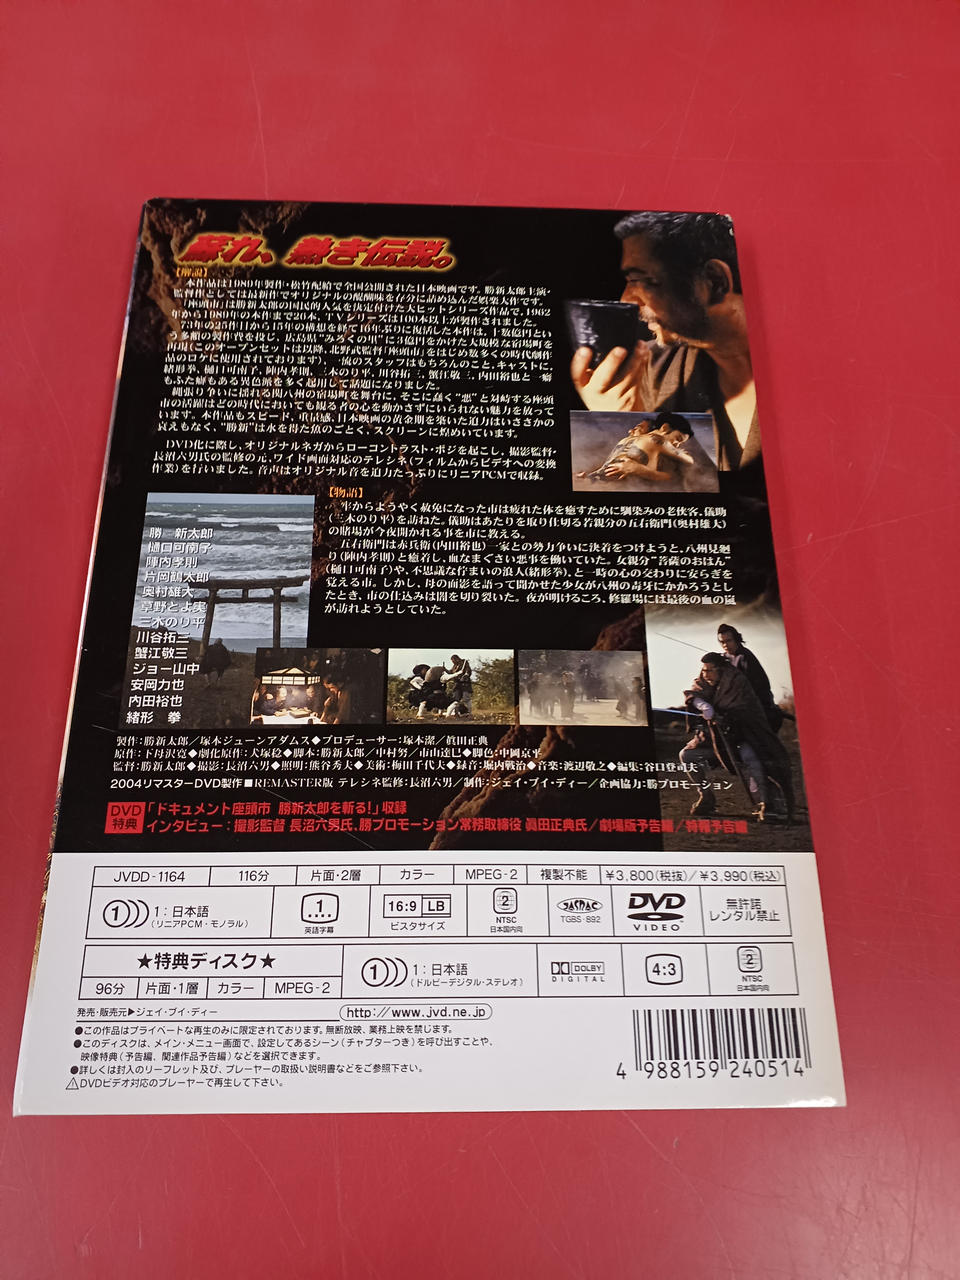 蘇れ、熱き伝説。
【解説】
本作品は1989年製作・松竹配給で全国公開された日本映画です。勝新太郎主演・
監督作としては最新作でオリジナルの醍醐味を存分に詰め込んだ娯楽大作です。
「座頭市」は勝新太郎の国民的人気を決定付けた大ヒットシリーズ作品で、1962
年から1989年の本作まで26本、TVシリーズは100本以上が製作されました。
'73年の25作目から15年の構想を経て16年ぶりに復活した本作は、十数億円とい
う多額の製作費を投じ、広島県“みろくの里”に3億円をかけた大規模な宿場町を
再現(このオープンセットは以降、北野武監督「座頭市」をはじめ数多くの時代劇作
品のロケに使用されております)、一流のスタッフはもちろんのこと、キャストに、
緒形拳、樋口可南子、陣内孝則、三木のり平、川谷拓三、蟹江敬三、内田裕也と一癖
もふた癖もある異色派を多く起用して話題になりました。
縄張り争いに揺れる関八州の宿場町を舞台に、そこに蠢く“悪”と対峙する座頭
市の活躍はどの時代においても観る者の心を動かさずにいられない魅力を放って
います。本作品もスピード、重量感、日本映画の黄金期を築いた迫力はいささかの
衰えもなく、“勝新”は水を得た魚のごとく、スクリーンに煌めいています。
DVD化に際し、オリジナルネガからローコントラスト・ポジを起こし、撮影監督・
長沼六男氏の監修の元、ワイド画面対応のテレシネ(フィルムからビデオへの変換
作業)を行いました。音声はオリジナル音を迫力たっぷりにリニアPCMで収録。
【物語】
牢からようやく赦免になった市は疲れた体を癒すために馴染みの老侠客、儀助
(三木のり平)を訪ねた。儀助はあたりを取り仕切る若親分の五右衛門(奥村雄大)
の賭場が今夜開かれる事を市に教える。
五右衛門は赤兵衛(内田裕也)一家との勢力争いに決着をつけようと、八州見廻
り(陣内孝則)と癒着し、血なまぐさい悪事を働いていた。女親分“菩薩のおはん”
(樋口可南子)や、不思議な佇まいの浪人(緒形拳)、と一時の心の交わりに安らぎを
覚える市。しかし、母の面影を語って聞かせた少女が八州の毒牙にかかろうとし
たとき、市の仕込みは闇を切り裂いた。夜が明けるころ、修羅場には最後の血の嵐
が訪れようとしていた。
勝 新太郎
樋口可南子
陣内孝則
片岡鶴太郎
奥村雄大
草野とよ実
三木のり平
川谷拓三
蟹江敬三
ジョー山中
安岡力也
内田裕也
緒形 拳
製作:勝新太郎/塚本ジューンアダムス◆プロデューサー:塚本潔/眞田正典
原作:下母沢寛◆劇化原作:犬塚稔◆脚本:勝新太郎/中村努/市山達巳◆脚色:中岡京平
監督:勝新太郎◆撮影:長沼六男◆照明:熊谷秀夫◆美術:梅田千代夫◆録音:堀内戦治◆音楽:渡辺敬之◆編集:谷口登司夫
2004リマスターDVD製作■REMASTER版 テレシネ監修:長沼六男/制作:ジェイ・ブイ・ディー/企画協力:勝プロモーション
DVD特典 「ドキュメント座頭市 勝新太郎を斬る!」収録
インタビュー:撮影監督 長沼六男氏、勝プロモーション常務取締役 眞田正典氏/劇場版予告編/特報予告編
JVDD-1164 116分 片面・2層 カラー MPEG-2 複製不能 ¥3,800(税抜)/¥3,990(税込)
1 1:日本語 (リニアPCM・モノラル) 1 英語字幕 16:9 LB ビスタサイズ 2 NTSC 日本国内向 JASRAC TGBS-892 DVD VIDEO 無許諾 レンタル禁止
★特典ディスク★
96分 片面・1層 カラー MPEG-2
1 1:日本語 (ドルビーデジタル・ステレオ) DOLBY DIGITAL 4:3 2 NTSC 日本国内向
発売・販売元▶ジェイ・ブイ・ディー http://www.jvd.ne.jp
●この作品はプライベートな再生のみに限定されております。無断放映、業務上映を禁じます。
●このディスクは、メイン・メニュー画面で、設定してあるシーン(チャプターつき)を呼び出すことや、
映像特典(予告編、関連作品予告編)などを選択できます。
●詳しくは封入のリーフレット及び、プレーヤーの取扱い説明書などをご参照下さい。
⚠DVDビデオ対応のプレーヤーで再生して下さい。
4 988159 240514